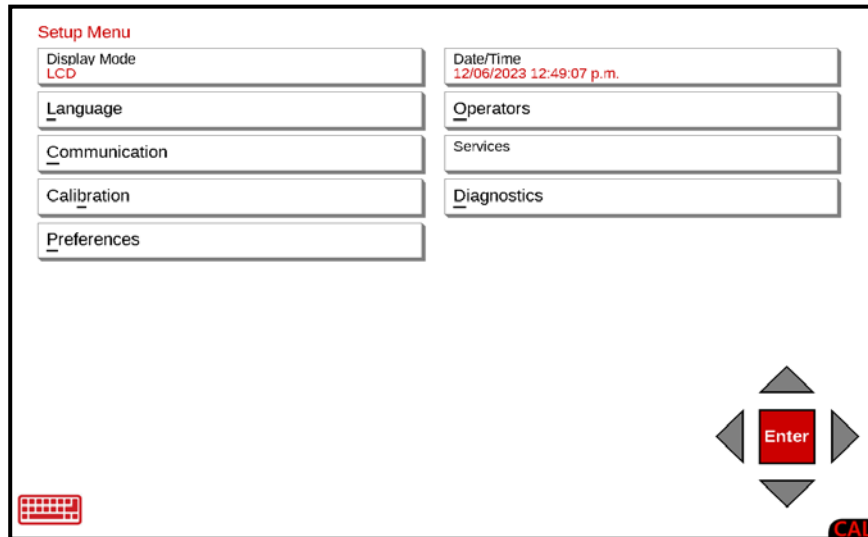 Setup Menu
Display Mode
LCD
Date/Time
12/06/2023 12:49:07 p.m.
Language
Operators
Communication
Services
Calibration
Diagnostics
Preferences
Enter
CAL